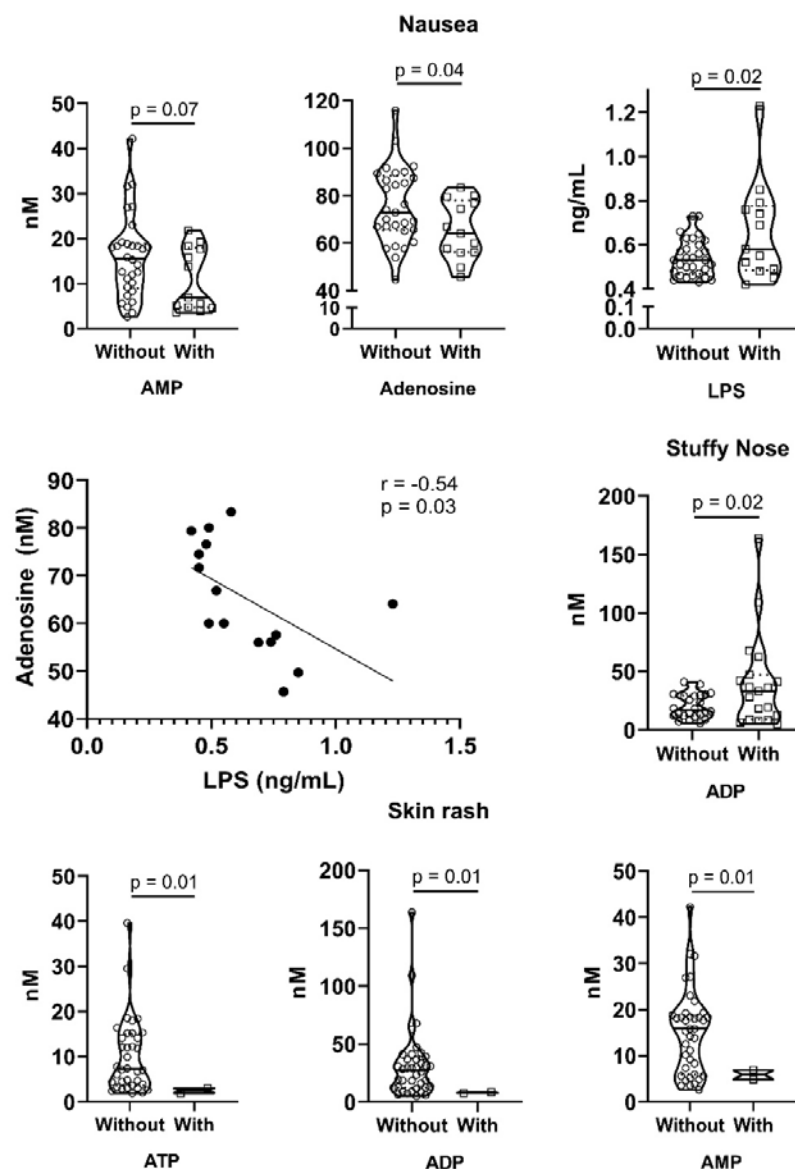 Nausea
p = 0.07
50
40
30
20
10
0
nM
Without With
AMP
p = 0.04
120
100
80
60
40
10
0
nM
Without With
Adenosine
p = 0.02
1.2
1.0
0.8
0.6
0.4
0.1
0.0
ng/mL
Without With
LPS
90
80
70
60
50
40
Adenosine (nM)
r = -0.54
p = 0.03
0.0 0.5 1.0 1.5
LPS (ng/mL)
Stuffy Nose
p = 0.02
200
150
100
50
0
nM
Without With
ADP
Skin rash
p = 0.01
50
40
30
20
10
0
nM
Without With
ATP
p = 0.01
200
150
100
50
0
nM
Without With
ADP
p = 0.01
50
40
30
20
10
0
nM
Without With
AMP